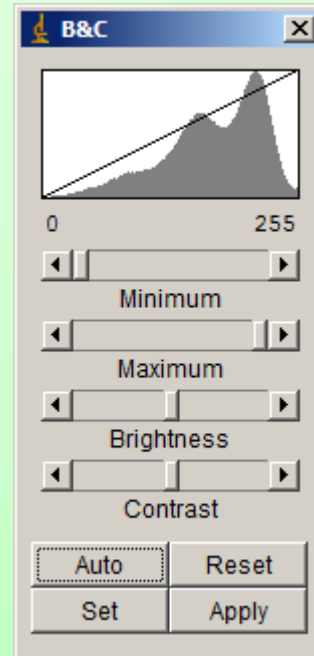 B&C
0 255
Minimum
Maximum
Brightness
Contrast
Auto Reset
Set Apply